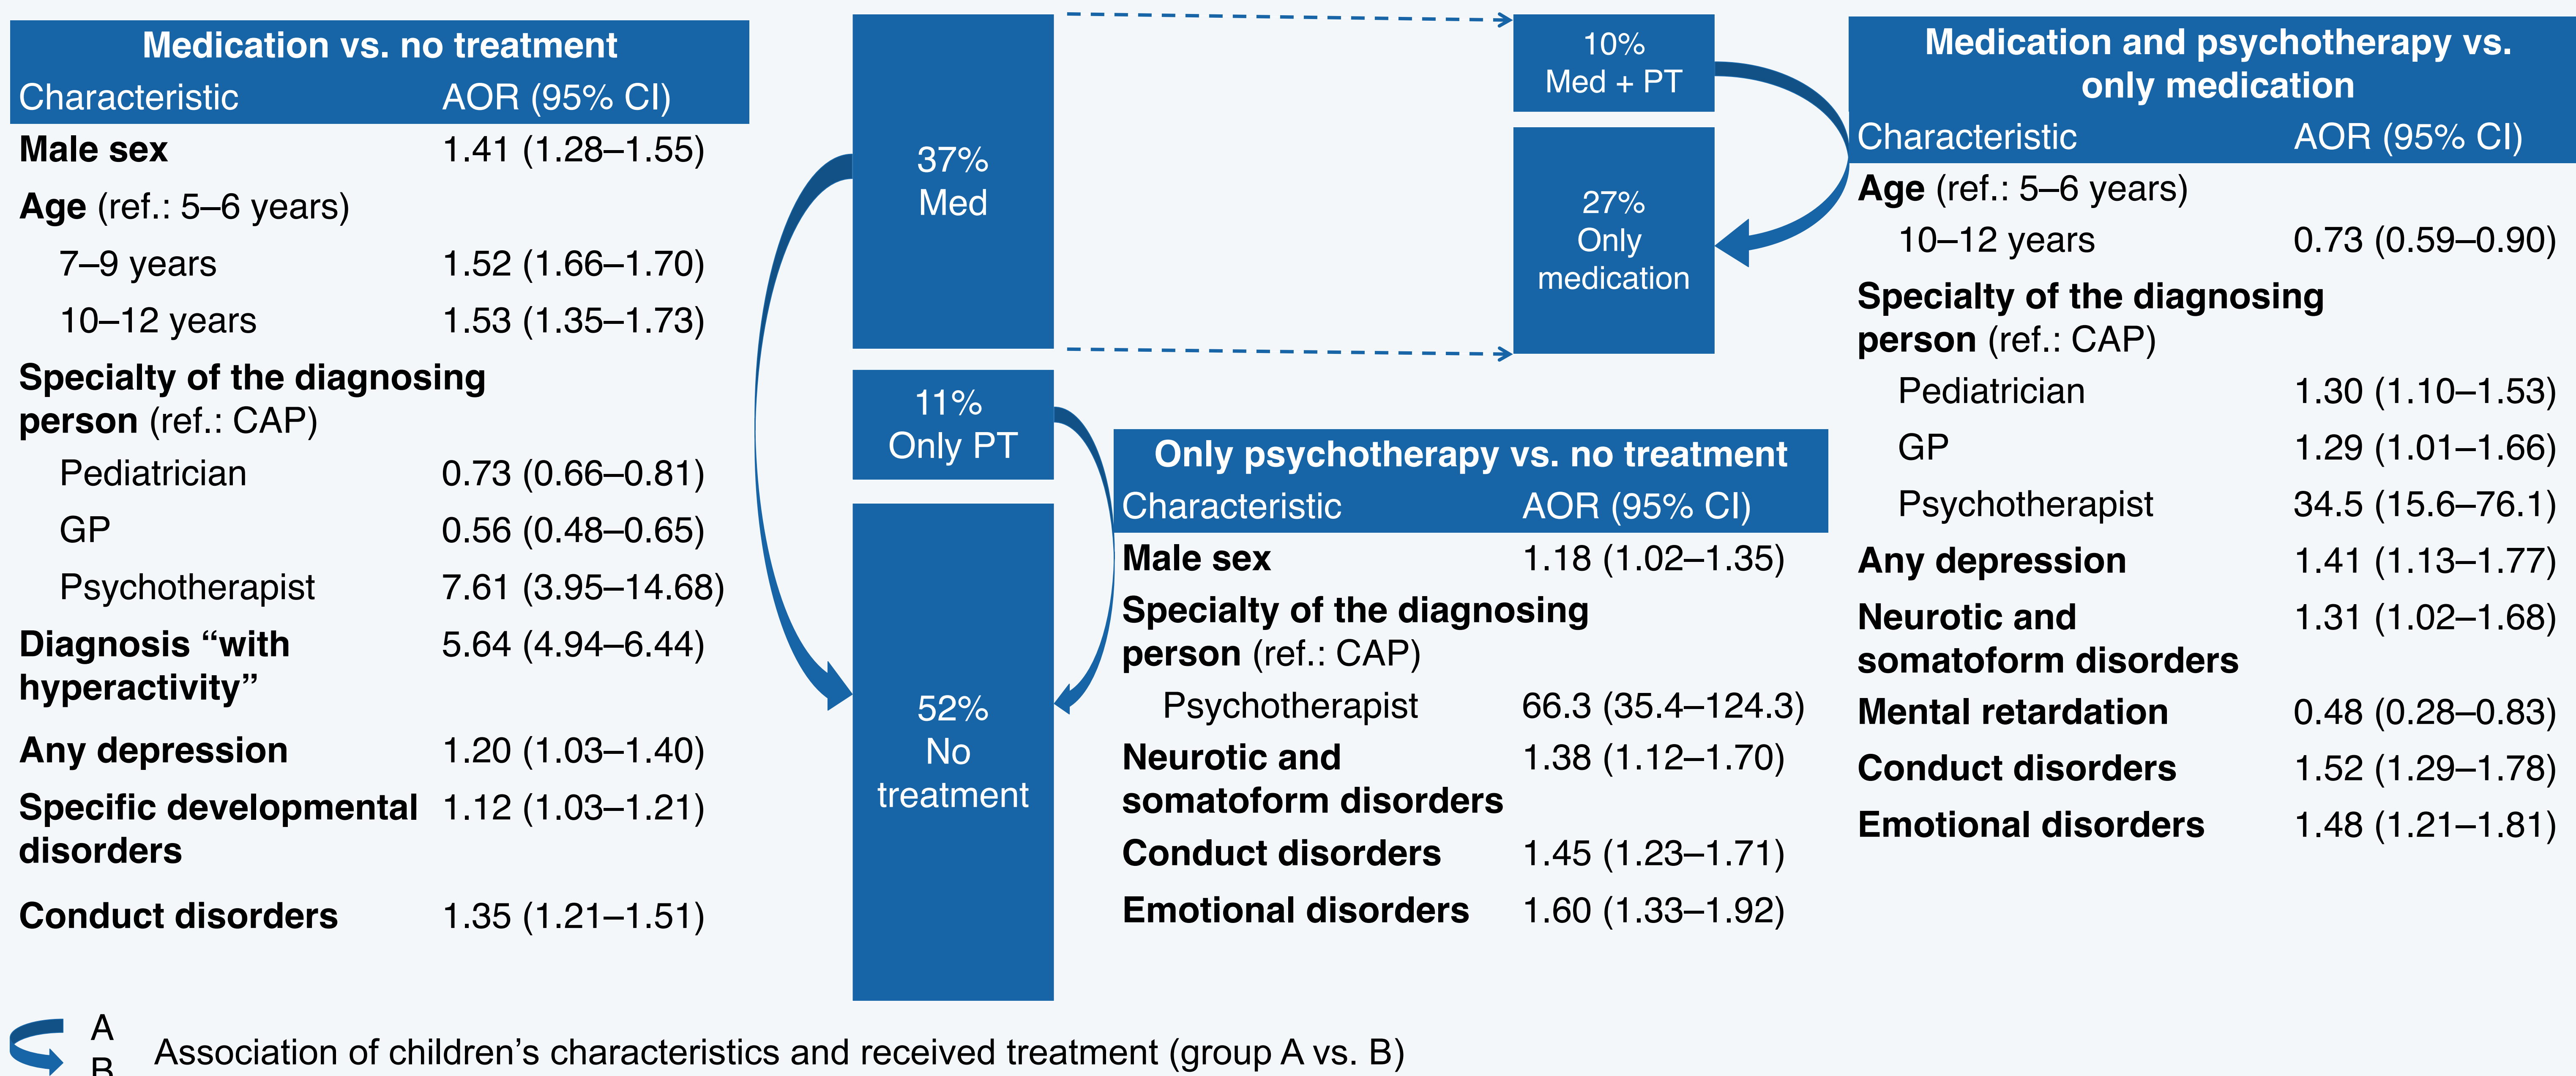 Medication vs. no treatment
Characteristic AOR (95% CI)
Male sex 1.41 (1.28–1.55)
Age (ref.: 5–6 years)
7–9 years 1.52 (1.66–1.70)
10–12 years 1.53 (1.35–1.73)
Specialty of the diagnosing
person (ref.: CAP)
Pediatrician 0.73 (0.66–0.81)
GP 0.56 (0.48–0.65)
Psychotherapist 7.61 (3.95–14.68)
Diagnosis “with 5.64 (4.94–6.44)
hyperactivity”
Any depression 1.20 (1.03–1.40)
Specific developmental 1.12 (1.03–1.21)
disorders
Conduct disorders 1.35 (1.21–1.51)
37%
Med
11%
Only PT
52%
No
treatment
10%
Med + PT
27%
Only
medication
Only psychotherapy vs. no treatment
Characteristic AOR (95% CI)
Male sex 1.18 (1.02–1.35)
Specialty of the diagnosing
person (ref.: CAP)
Psychotherapist 66.3 (35.4–124.3)
Neurotic and 1.38 (1.12–1.70)
somatoform disorders
Conduct disorders 1.45 (1.23–1.71)
Emotional disorders 1.60 (1.33–1.92)
Medication and psychotherapy vs.
only medication
Characteristic AOR (95% CI)
Age (ref.: 5–6 years)
10–12 years 0.73 (0.59–0.90)
Specialty of the diagnosing
person (ref.: CAP)
Pediatrician 1.30 (1.10–1.53)
GP 1.29 (1.01–1.66)
Psychotherapist 34.5 (15.6–76.1)
Any depression 1.41 (1.13–1.77)
Neurotic and 1.31 (1.02–1.68)
somatoform disorders
Mental retardation 0.48 (0.28–0.83)
Conduct disorders 1.52 (1.29–1.78)
Emotional disorders 1.48 (1.21–1.81)
A
B
Association of children’s characteristics and received treatment (group A vs. B)